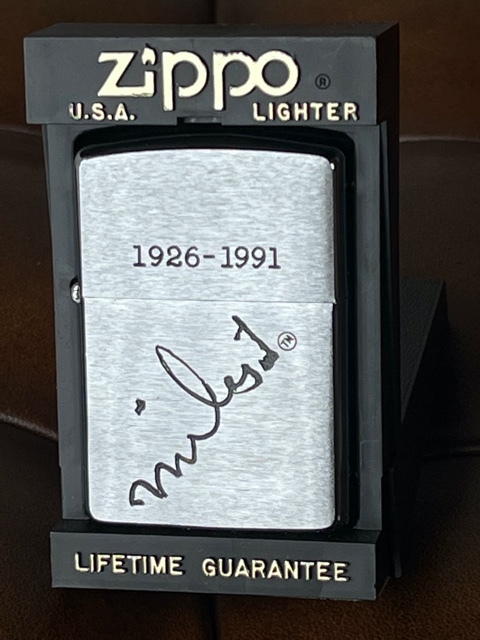 Zippo ®
U.S.A. LIGHTER
1926-1991
miles TM
LIFETIME GUARANTEE